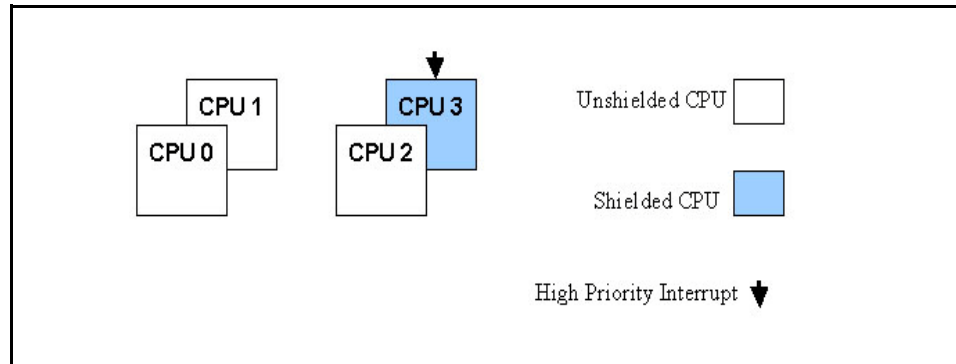 CPU 1
CPU 0
CPU 3
CPU 2
Unshielded CPU
Shielded CPU
High Priority Interrupt